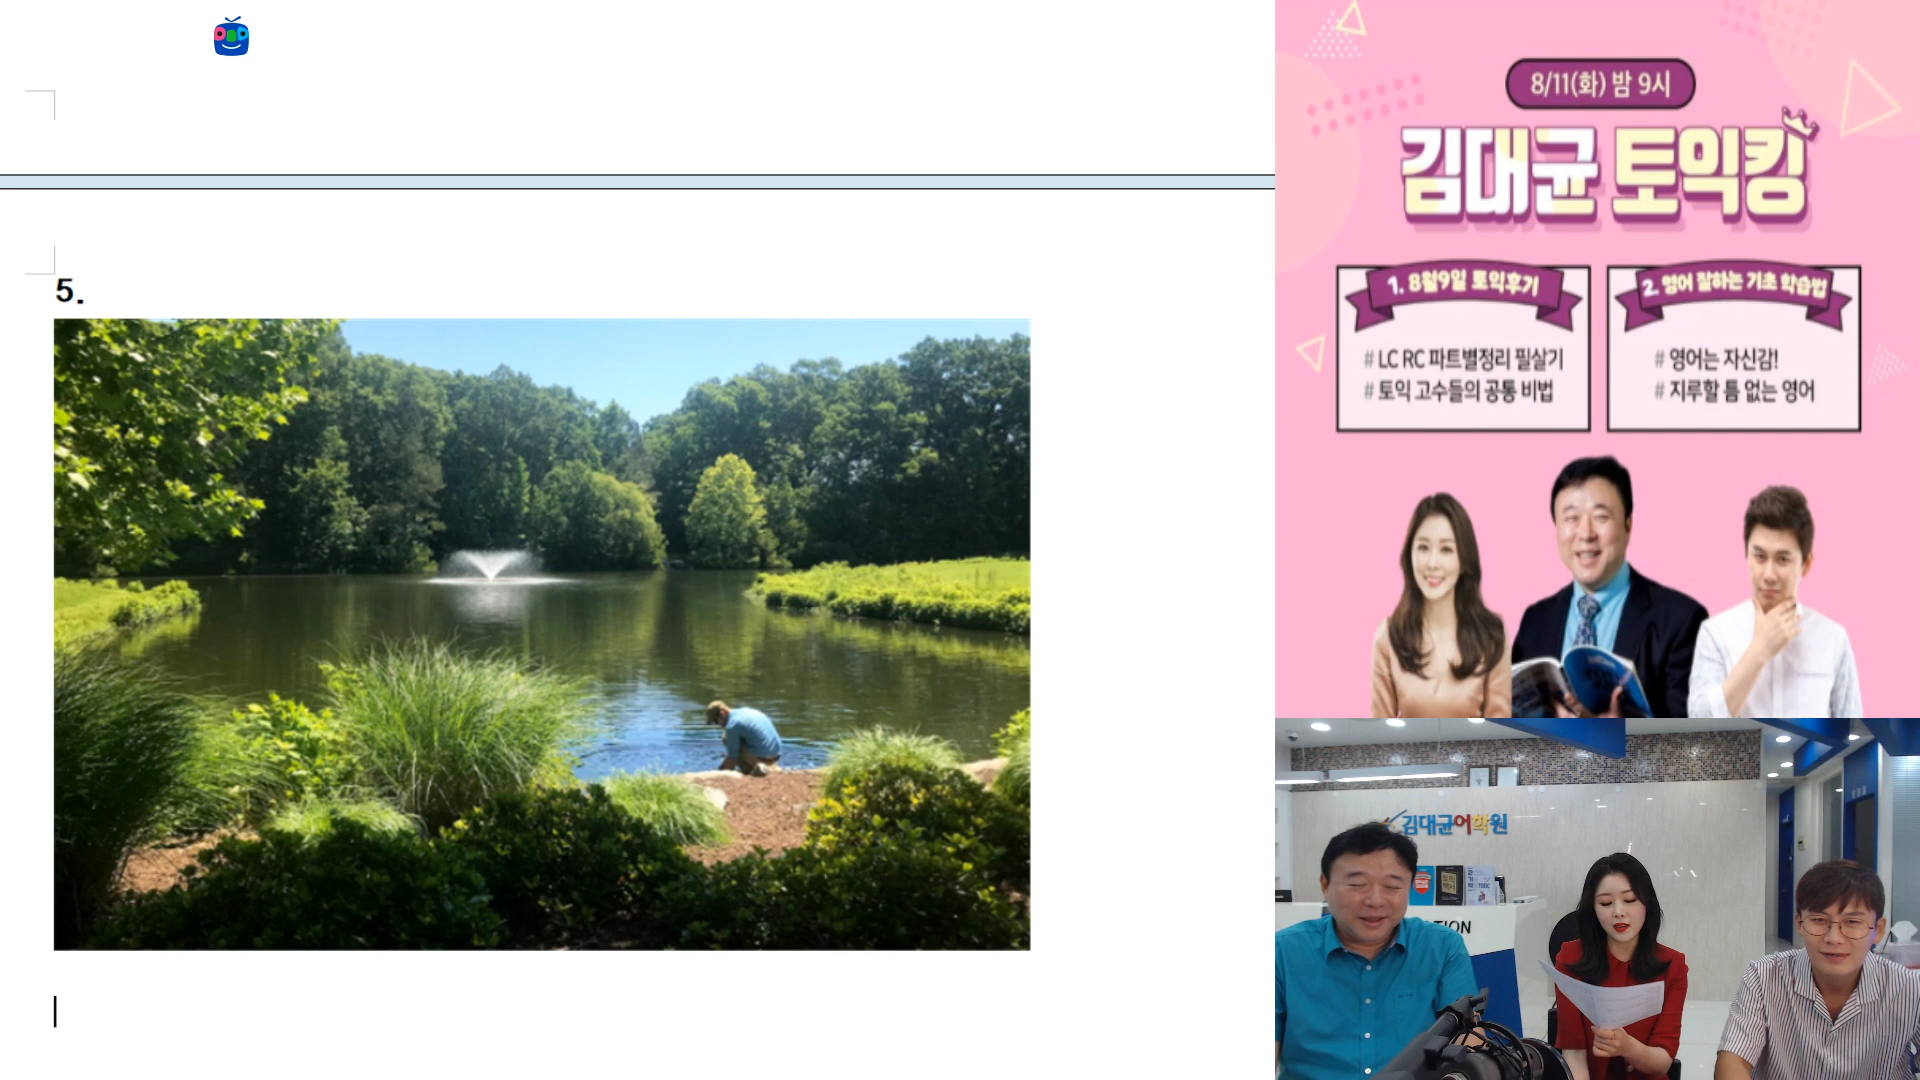 5.
8/11(화) 밤 9시
김대균 토익킹
1. 8월9일 토익후기
# LC RC 파트별정리 필살기
# 토익 고수들의 공통 비법
2. 영어 잘하는 기초 학습법
# 영어는 자신감!
# 지루할 틈 없는 영어
김대균어학원
TION